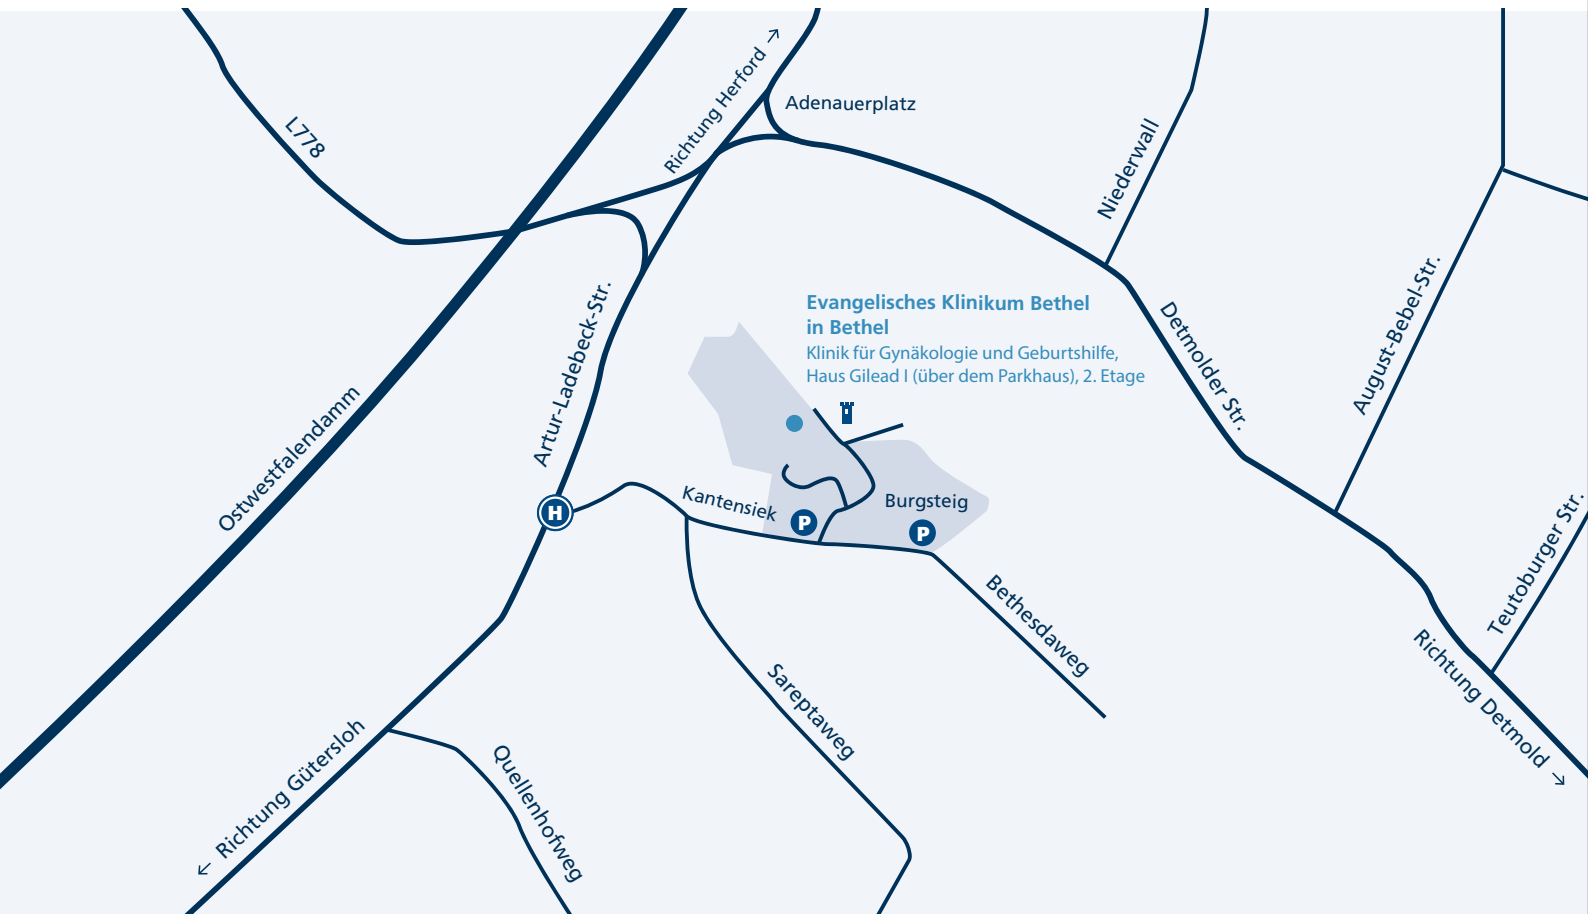 Richtung Herford →
Adenauerplatz
L778
Niederwall
August-Bebel-Str.
Artur-Ladebeck-Str.
Evangelisches Klinikum Bethel
in Bethel
Klinik für Gynäkologie und Geburtshilfe,
Haus Gilead I (über dem Parkhaus), 2. Etage
Detmolder Str.
Ostwestfalendamm
H
Kantensiek
P
Burgsteig
P
Teutoburger Str.
Bethesdaweg
Sareptaweg
Richtung Detmold →
← Richtung Gütersloh
Quellenhofweg